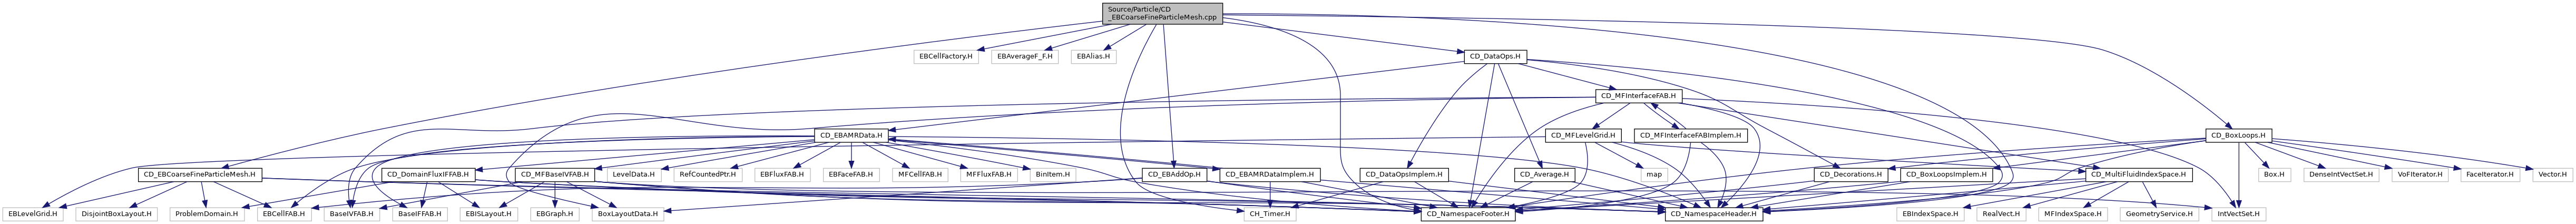 Source/Particle/CD
_EBCoarseFineParticleMesh.cpp
EBCellFactory.H
EBAverageF_F.H
EBAlias.H
CD_DataOps.H
CD_MFInterfaceFAB.H
CD_EBAMRData.H
CD_MFLevelGrid.H
CD_MFInterfaceFABImplem.H
CD_BoxLoops.H
CD_EBCoarseFineParticleMesh.H
CD_DomainFluxIFFAB.H
CD_MFBaseIVFAB.H
LevelData.H
RefCountedPtr.H
EBFluxFAB.H
EBFaceFAB.H
MFCellFAB.H
MFFluxFAB.H
BinItem.H
CD_EBAddOp.H
CD_EBAMRDataImplem.H
CD_DataOpsImplem.H
CD_Average.H
map
CD_Decorations.H
CD_BoxLoopsImplem.H
CD_MultiFluidIndexSpace.H
Box.H
DenseIntVectSet.H
VoFIterator.H
FaceIterator.H
Vector.H
EBLevelGrid.H
DisjointBoxLayout.H
ProblemDomain.H
EBCellFAB.H
BaseIVFAB.H
BaseIFFAB.H
EBISLayout.H
EBGraph.H
BoxLayoutData.H
CH_Timer.H
CD_NamespaceFooter.H
CD_NamespaceHeader.H
EBIndexSpace.H
RealVect.H
MFIndexSpace.H
GeometryService.H
IntVectSet.H